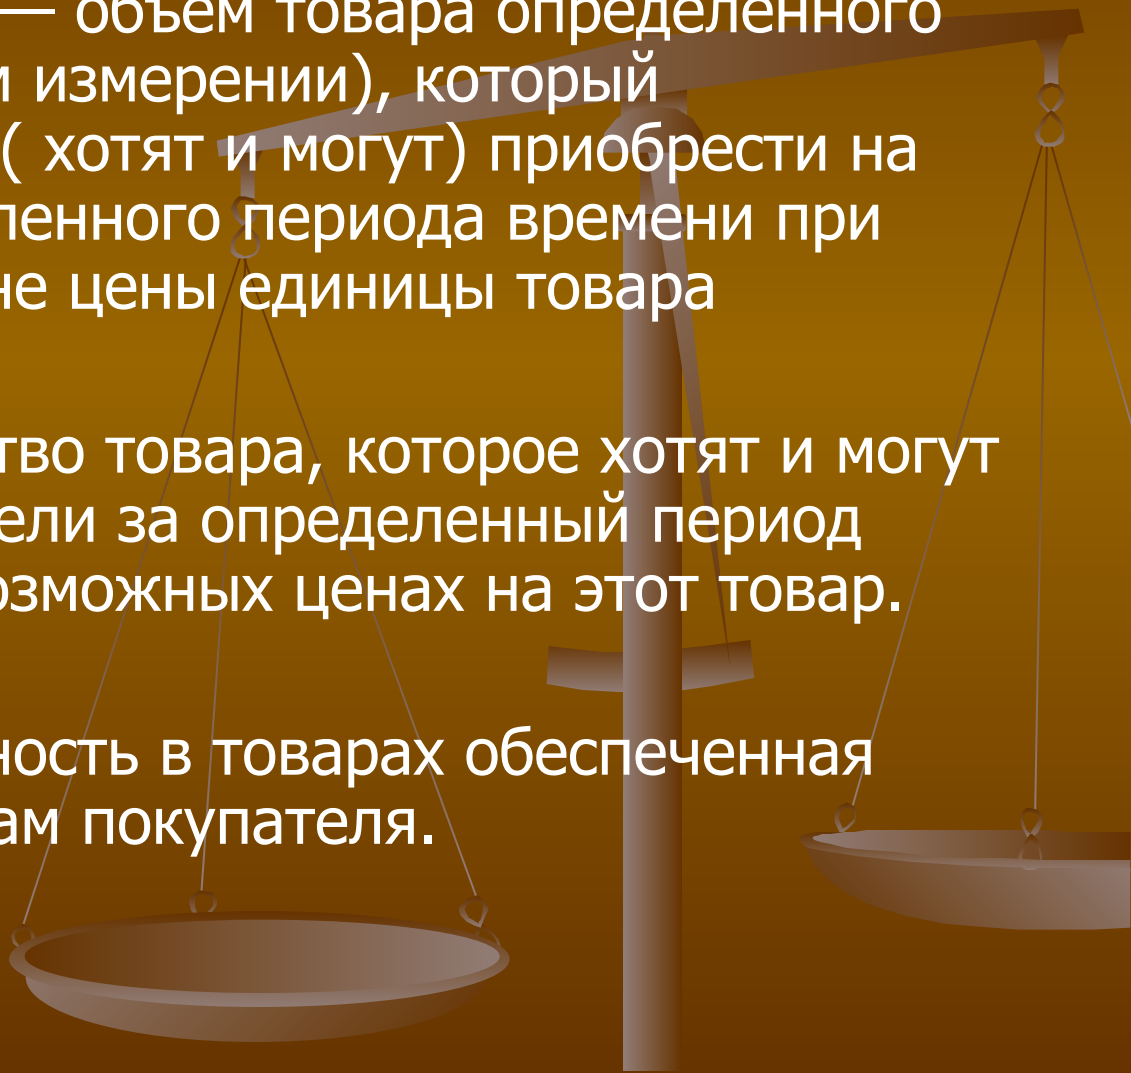 — объем товара определенного
и измерении), который
( хотят и могут) приобрести на
ленного периода времени при
не цены единицы товара
тво товара, которое хотят и могут
ели за определенный период
озможных ценах на этот товар.
ность в товарах обеспеченная
ам покупателя.